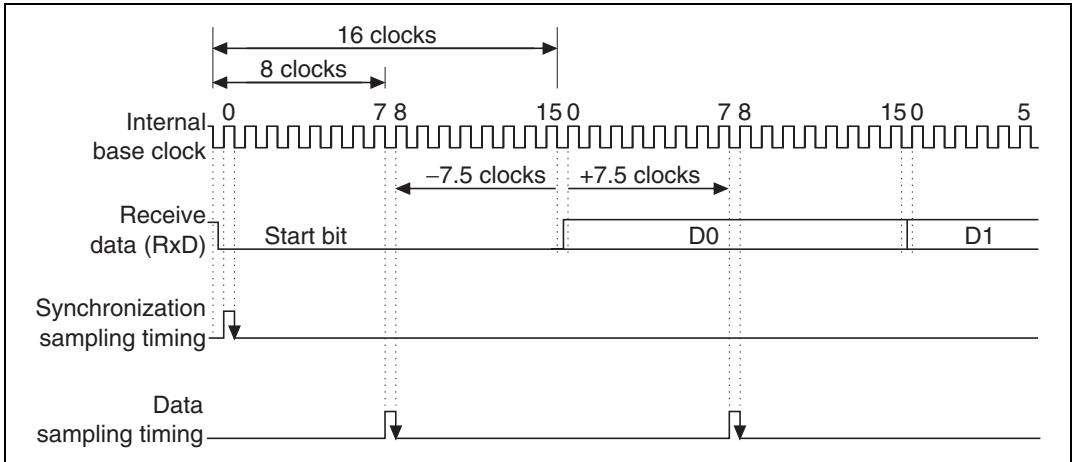 16 clocks
8 clocks
0 7 8 15 0 7 8 15 0 5
Internal
base clock
−7.5 clocks +7.5 clocks
Receive
data (RxD)
Start bit D0 D1
Synchronization
sampling timing
Data
sampling timing